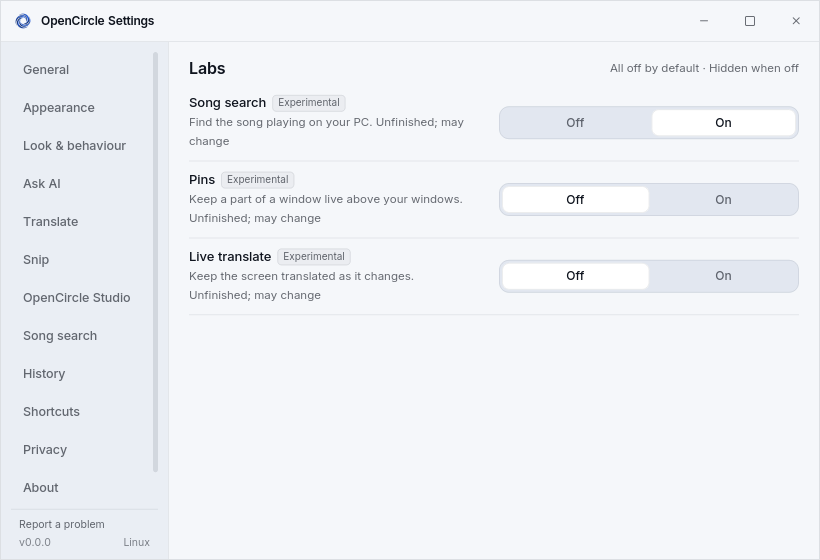 OpenCircle Settings
General
Appearance
Look & behaviour
Ask AI
Translate
Snip
OpenCircle Studio
Song search
History
Shortcuts
Privacy
About
Report a problem
v0.0.0 Linux
Labs
All off by default · Hidden when off
Song search Experimental
Find the song playing on your PC. Unfinished; may
change
Off On
Pins Experimental
Keep a part of a window live above your windows.
Unfinished; may change
Off On
Live translate Experimental
Keep the screen translated as it changes.
Unfinished; may change
Off On